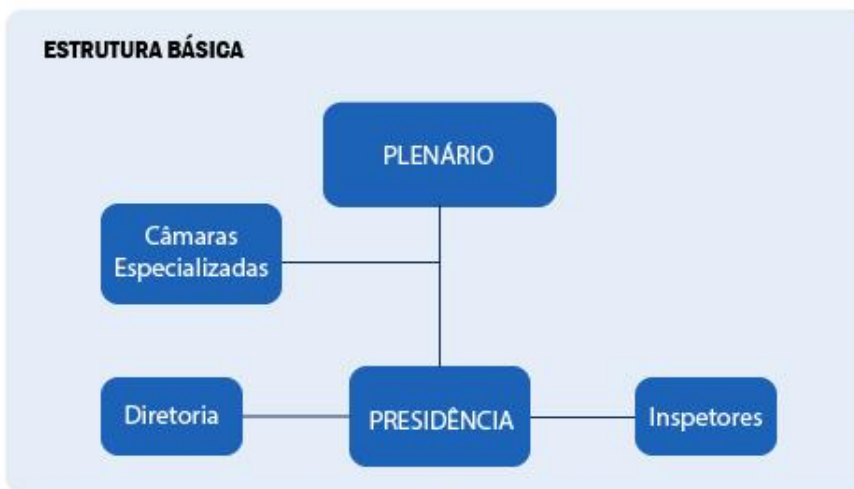 ESTRUTURA BÁSICA
PLENÁRIO
Câmaras
Especializadas
Diretoria
PRESIDÊNCIA
Inspetores